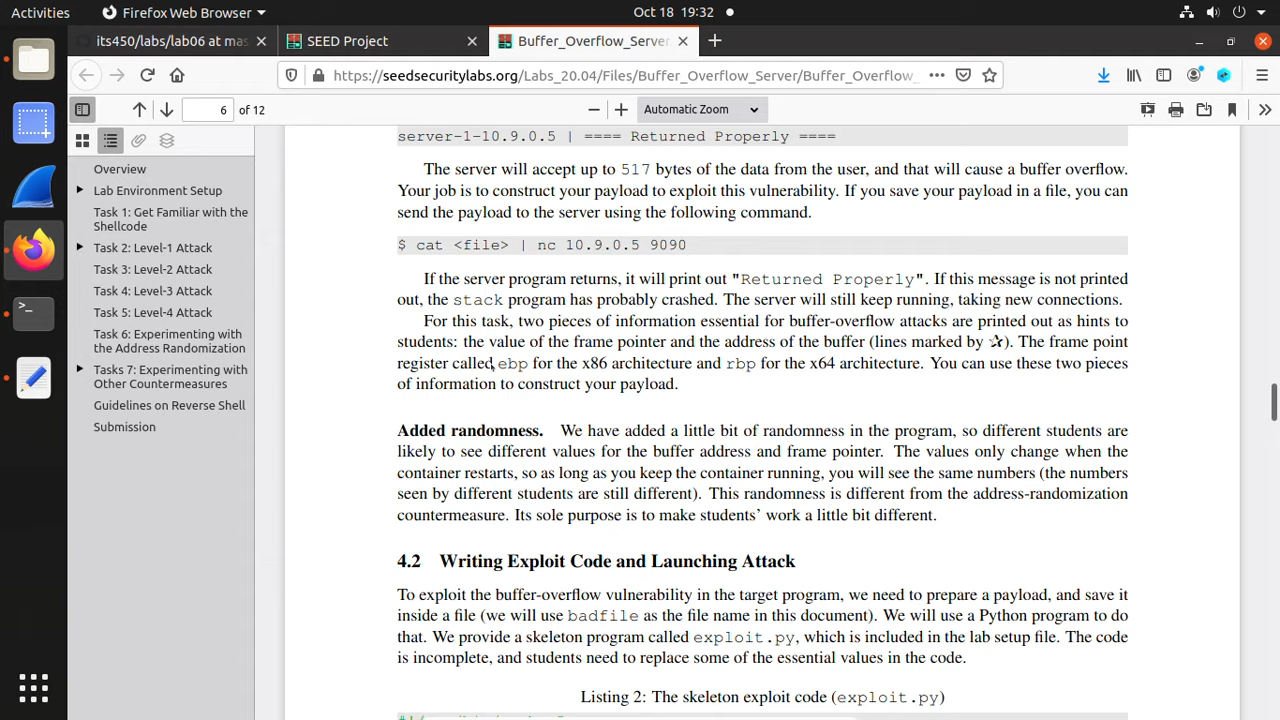 Activities
Firefox Web Browser
Oct 18 19:32
its450/labs/lab06 at mas
SEED Project
Buffer_Overflow_Server
https://seedsecuritylabs.org/Labs_20.04/Files/Buffer_Overflow_Server/Buffer_Overflow_
6 of 12
Automatic Zoom
Overview
Lab Environment Setup
Task 1: Get Familiar with the
Shellcode
Task 2: Level-1 Attack
Task 3: Level-2 Attack
Task 4: Level-3 Attack
Task 5: Level-4 Attack
Task 6: Experimenting with
the Address Randomization
Tasks 7: Experimenting with
Other Countermeasures
Guidelines on Reverse Shell
Submission
server-1-10.9.0.5 | ==== Returned Properly ====
The server will accept up to 517 bytes of the data from the user, and that will cause a buffer overflow.
Your job is to construct your payload to exploit this vulnerability. If you save your payload in a file, you can
send the payload to the server using the following command.
$ cat <file> | nc 10.9.0.5 9090
If the server program returns, it will print out "Returned Properly". If this message is not printed
out, the stack program has probably crashed. The server will still keep running, taking new connections.
For this task, two pieces of information essential for buffer-overflow attacks are printed out as hints to
students: the value of the frame pointer and the address of the buffer (lines marked by ✰). The frame point
register called ebp for the x86 architecture and rbp for the x64 architecture. You can use these two pieces
of information to construct your payload.
Added randomness. We have added a little bit of randomness in the program, so different students are
likely to see different values for the buffer address and frame pointer. The values only change when the
container restarts, so as long as you keep the container running, you will see the same numbers (the numbers
seen by different students are still different). This randomness is different from the address-randomization
countermeasure. Its sole purpose is to make students' work a little bit different.
4.2 Writing Exploit Code and Launching Attack
To exploit the buffer-overflow vulnerability in the target program, we need to prepare a payload, and save it
inside a file (we will use badfile as the file name in this document). We will use a Python program to do
that. We provide a skeleton program called exploit.py, which is included in the lab setup file. The code
is incomplete, and students need to replace some of the essential values in the code.
Listing 2: The skeleton exploit code (exploit.py)